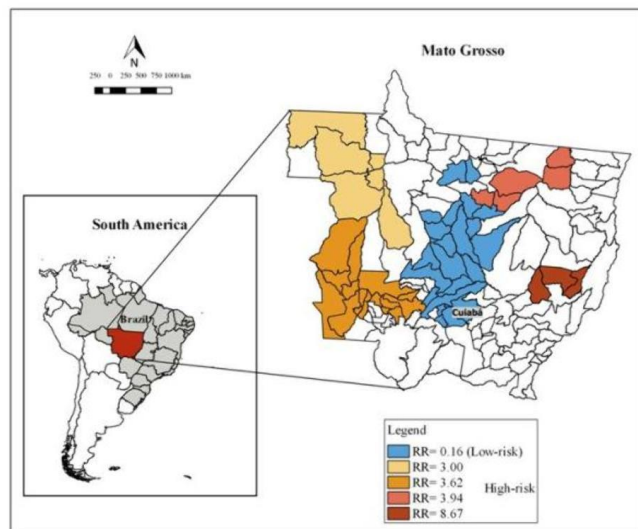 Mato Grosso
N
250 0 250 500 750 1000 km
South America
Brazil
Cuiabá
Legend
RR= 0.16 (Low-risk)
RR= 3.00
RR= 3.62
High-risk
RR= 3.94
RR= 8.67